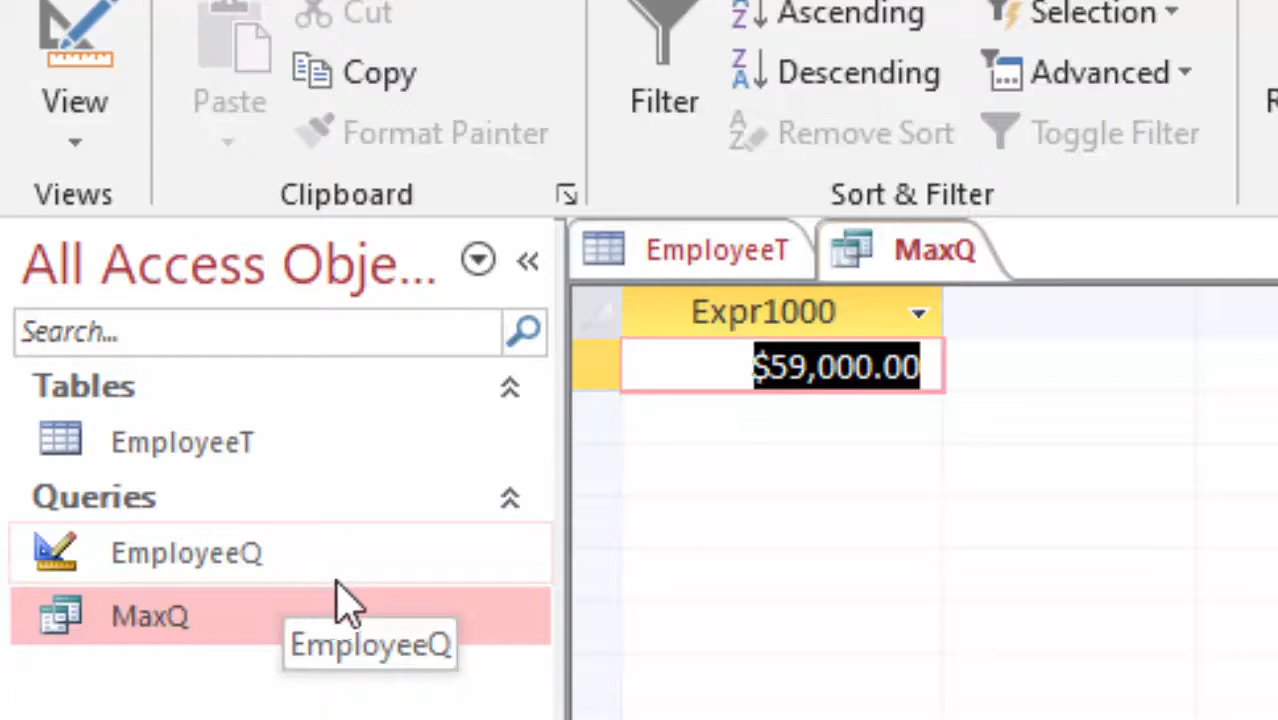 Cut
Ascending
Selection
View
Paste
Copy
Filter
Descending
Advanced
Format Painter
Remove Sort
Toggle Filter
Views
Clipboard
Sort & Filter
All Access Obje...
EmployeeT
MaxQ
Search...
Expr1000
$59,000.00
Tables
EmployeeT
Queries
EmployeeQ
MaxQ
EmployeeQ